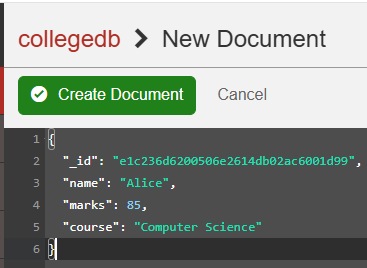 collegedb > New Document
Create Document Cancel
1 {
2 "_id": "e1c236d6200506e2614db02ac6001d99",
3 "name": "Alice",
4 "marks": 85,
5 "course": "Computer Science"
6 }